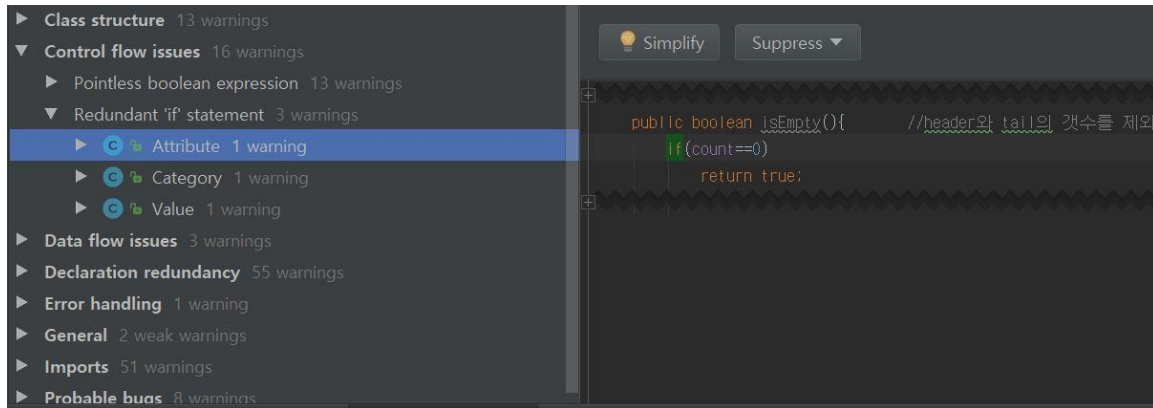 Class structure 13 warnings
Control flow issues 16 warnings
Pointless boolean expression 13 warnings
Redundant 'if' statement 3 warnings
Attribute 1 warning
Category 1 warning
Value 1 warning
Data flow issues 3 warnings
Declaration redundancy 55 warnings
Error handling 1 warning
General 2 weak warnings
Imports 51 warnings
Probable bugs 8 warnings
Simplify Suppress
public boolean isEmpty(){ //header와 tail의 갯수를 제외
if(count==0)
return true;